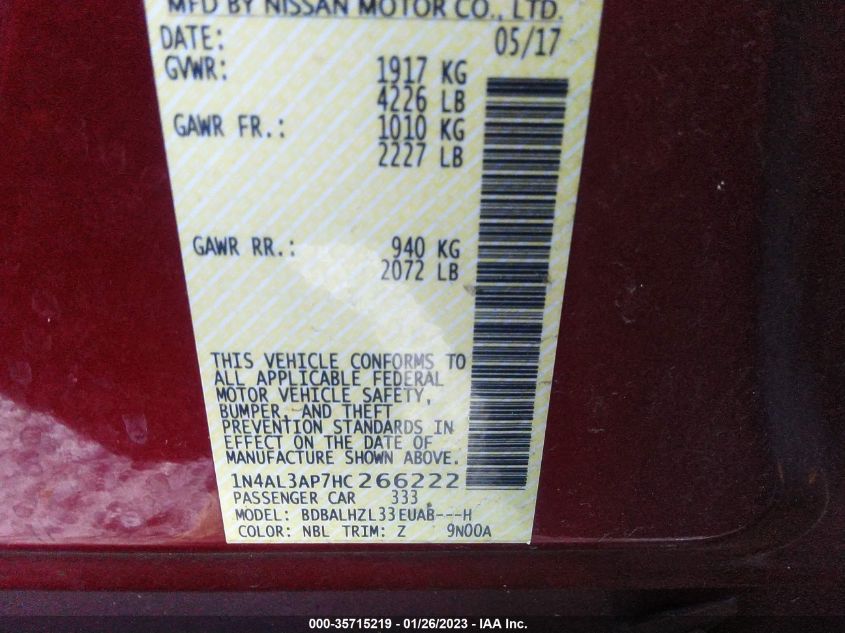 MFD BY NISSAN MOTOR CO., LTD.
DATE: 05/17
GVWR: 1917 KG
4226 LB
GAWR FR.: 1010 KG
2227 LB
GAWR RR.: 940 KG
2072 LB
THIS VEHICLE CONFORMS TO
ALL APPLICABLE FEDERAL
MOTOR VEHICLE SAFETY,
BUMPER, AND THEFT
PREVENTION STANDARDS IN
EFFECT ON THE DATE OF
MANUFACTURE SHOWN ABOVE.
1N4AL3AP7HC266222
PASSENGER CAR 333
MODEL: BDBALHZL33EUAB---H
COLOR: NBL TRIM: Z 9N00A
000-35715219 - 01/26/2023 - IAA Inc.